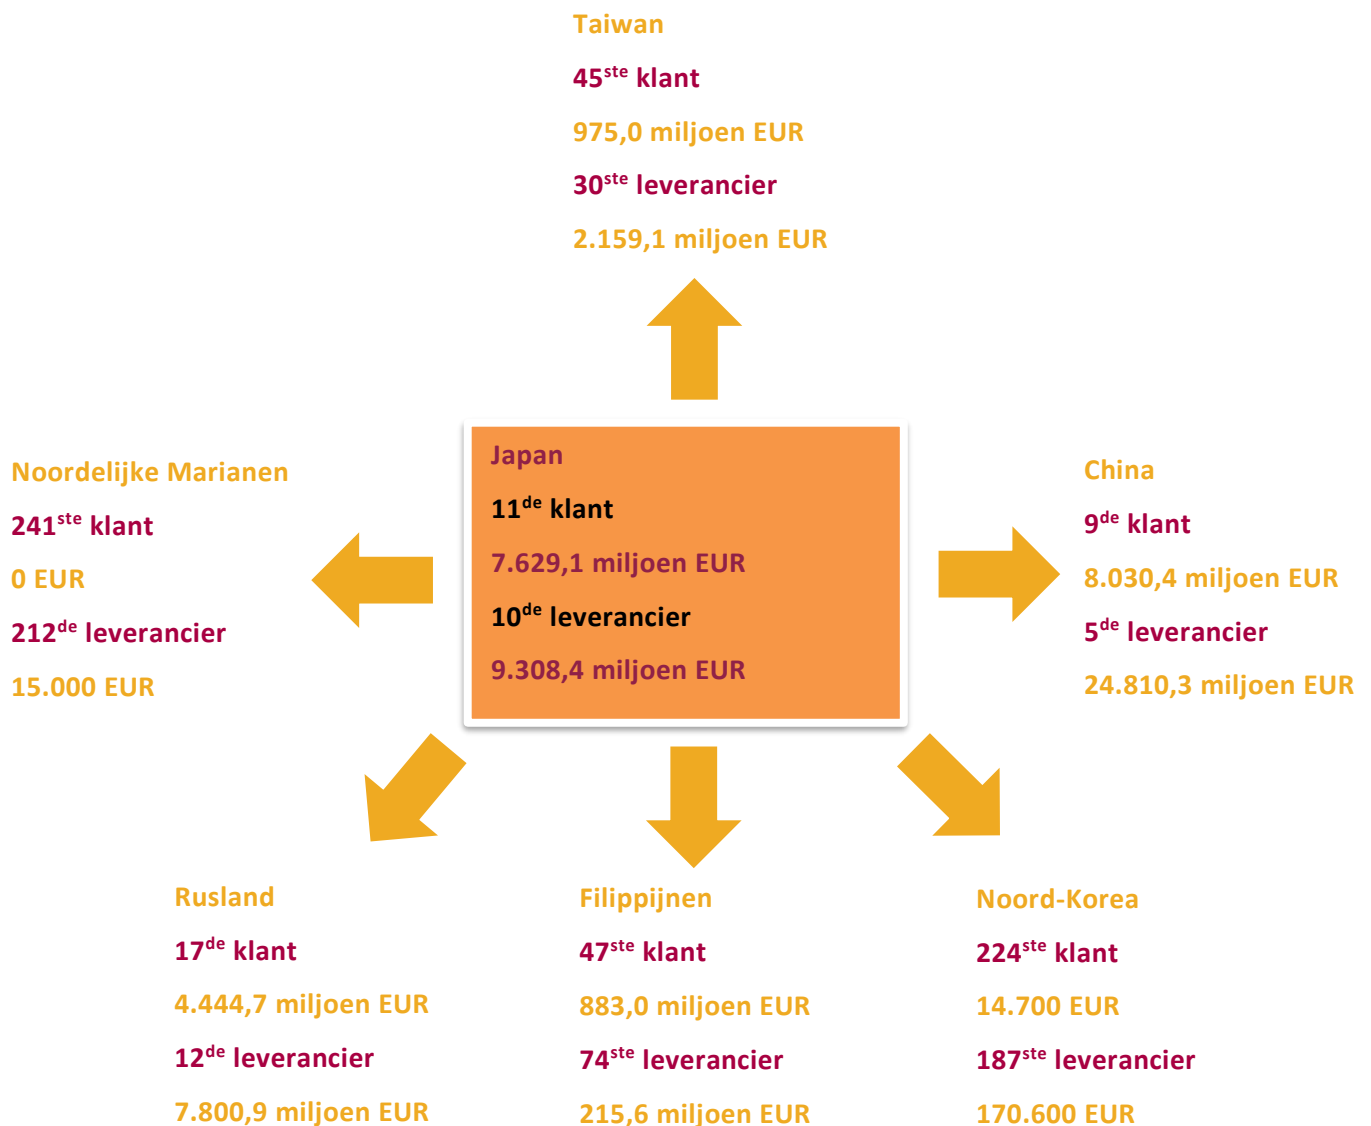 Taiwan
45ste klant
975,0 miljoen EUR
30ste leverancier
2.159,1 miljoen EUR
Noordelijke Marianen
241ste klant
0 EUR
212de leverancier
15.000 EUR
Japan
11de klant
7.629,1 miljoen EUR
10de leverancier
9.308,4 miljoen EUR
China
9de klant
8.030,4 miljoen EUR
5de leverancier
24.810,3 miljoen EUR
Rusland
17de klant
4.444,7 miljoen EUR
12de leverancier
7.800,9 miljoen EUR
Filippijnen
47ste klant
883,0 miljoen EUR
74ste leverancier
215,6 miljoen EUR
Noord-Korea
224ste klant
14.700 EUR
187ste leverancier
170.600 EUR